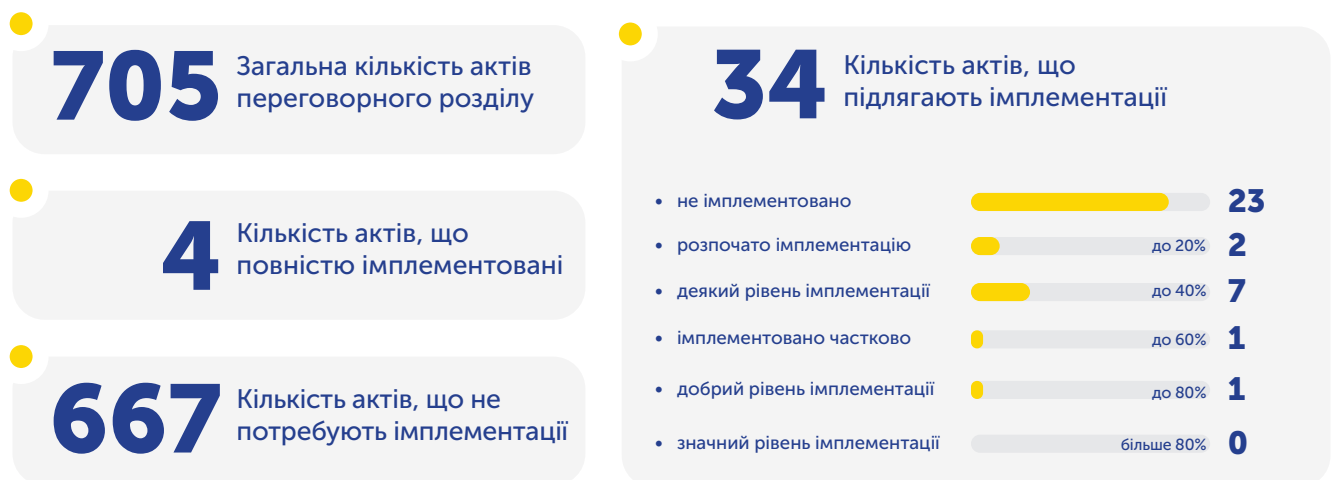 705
Загальна кількість актів
переговорного розділу
4
Кількість актів, що
повністю імплементовані
667
Кількість актів, що не
потребують імплементації
34
Кількість актів, що
підлягають імплементації
• не імплементовано 23
• розпочато імплементацію до 20% 2
• деякий рівень імплементації до 40% 7
• імплементовано частково до 60% 1
• добрий рівень імплементації до 80% 1
• значний рівень імплементації більше 80% 0